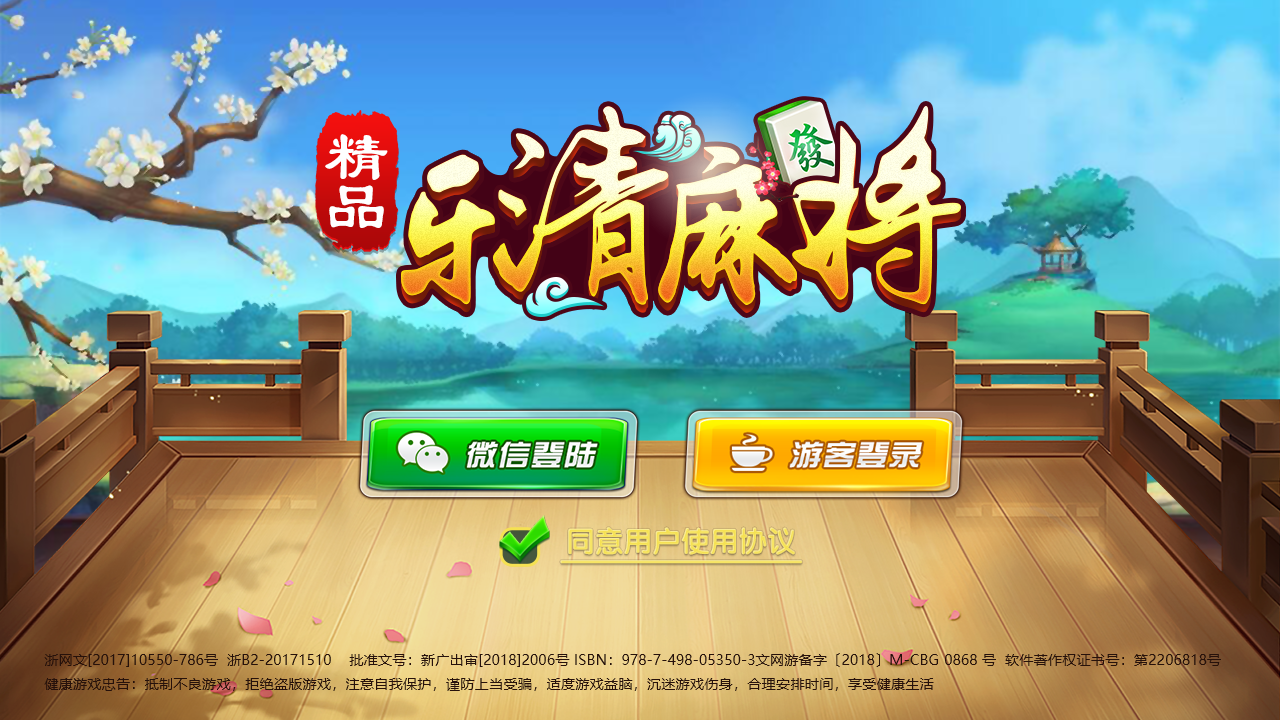 精品
乐清麻将
發
微信登陆
游客登录
同意用户使用协议
浙网文[2017]10550-786号 浙B2-20171510 批准文号：新广出审[2018]2006号 ISBN：978-7-498-05350-3文网游备字〔2018〕M-CBG 0868 号 软件著作权证书号：第2206818号
健康游戏忠告：抵制不良游戏，拒绝盗版游戏，注意自我保护，谨防上当受骗，适度游戏益脑，沉迷游戏伤身，合理安排时间，享受健康生活